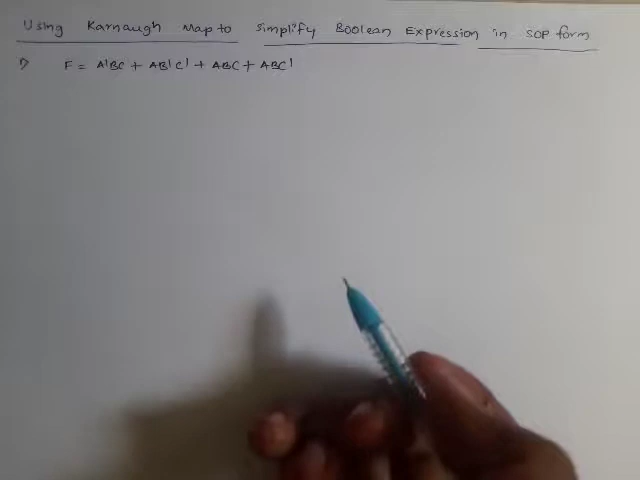 Using Karnaugh Map to simplify Boolean Expression in SOP form
1) F = A'BC + AB'C' + ABC + ABC'